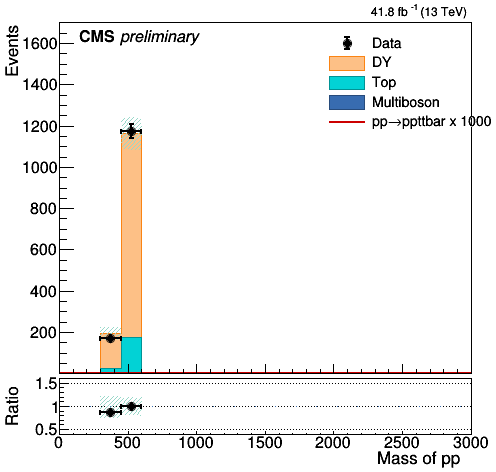 41.8 fb⁻¹ (13 TeV)
CMS preliminary
Data
DY
Top
Multiboson
pp→ppttbar x 1000
Events
1600
1400
1200
1000
800
600
400
200
Ratio
1.5
1
0.5
0 500 1000 1500 2000 2500 3000
Mass of pp